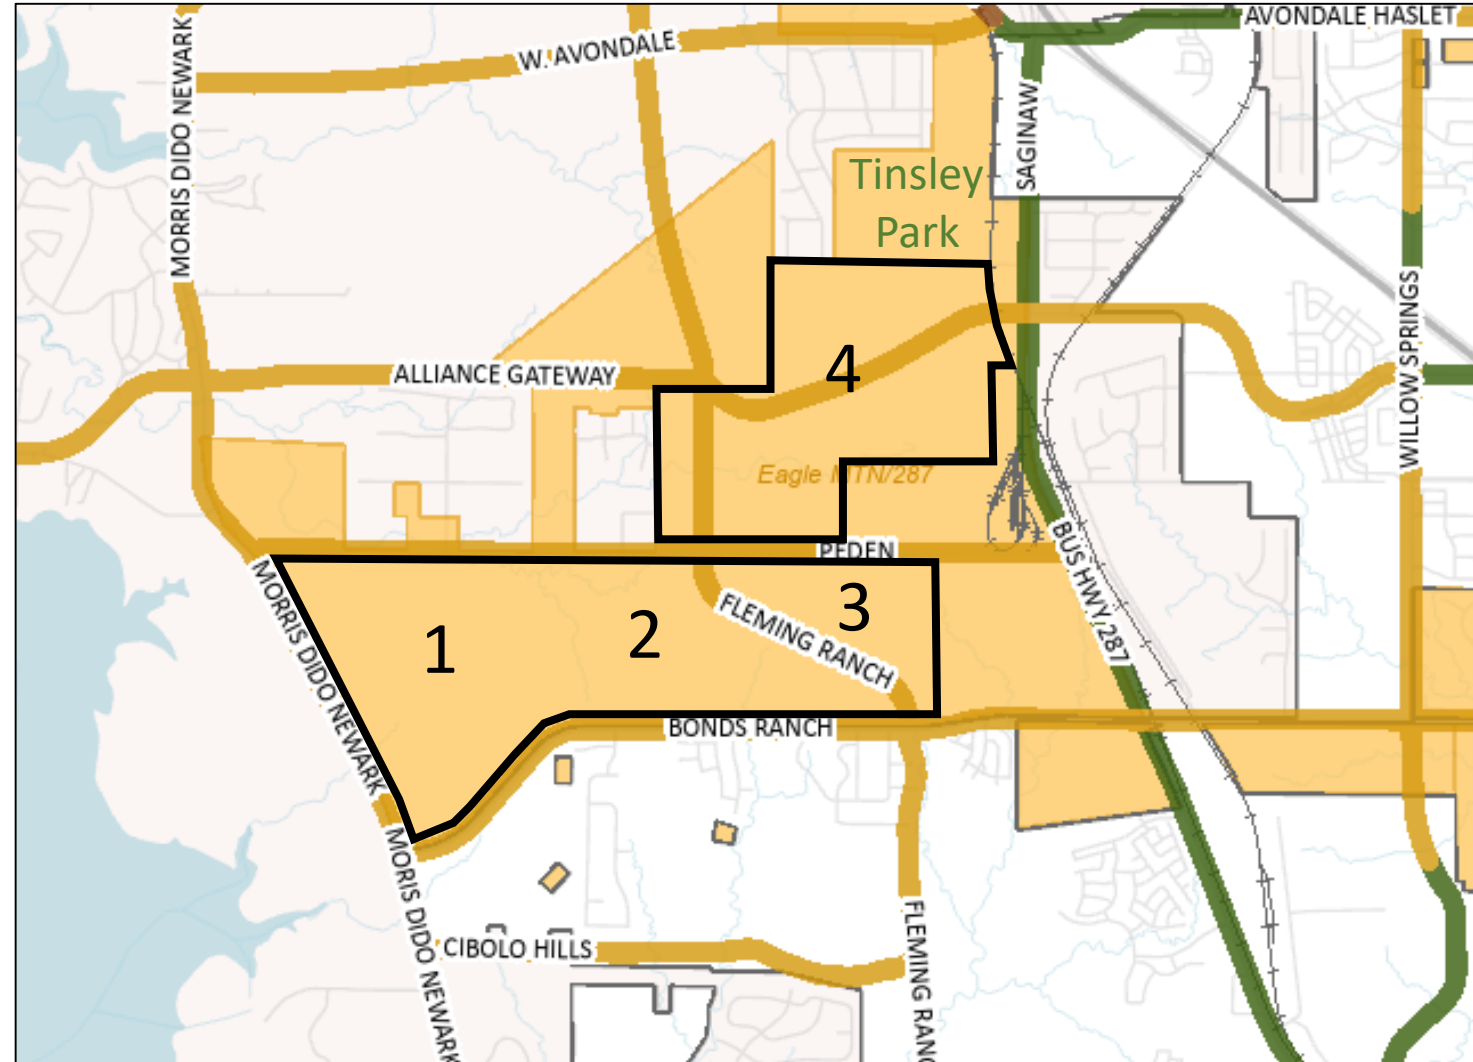 AVONDALE HASLET
W. AVONDALE
MORRIS DIDO NEWARK
SAGINAW
Tinsley
Park
WILLOW SPRINGS
ALLIANCE GATEWAY
4
Eagle MTN/287
PEDEN
BUS HWY 287
MORRIS DIDO NEWARK
1
2
3
FLEMING RANCH
BONDS RANCH
MORIS DIDO NEWARK
CIBOLO HILLS
FLEMING RANC